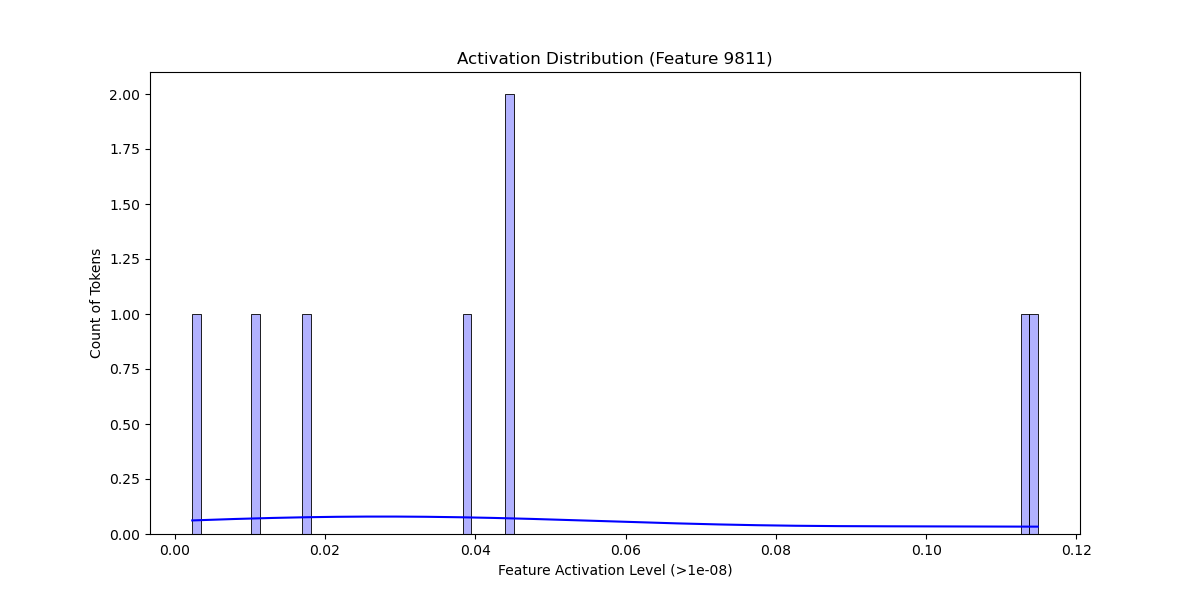 Activation Distribution (Feature 9811)
Count of Tokens
2.00
1.75
1.50
1.25
1.00
0.75
0.50
0.25
0.00
0.00 0.02 0.04 0.06 0.08 0.10 0.12
Feature Activation Level (>1e-08)